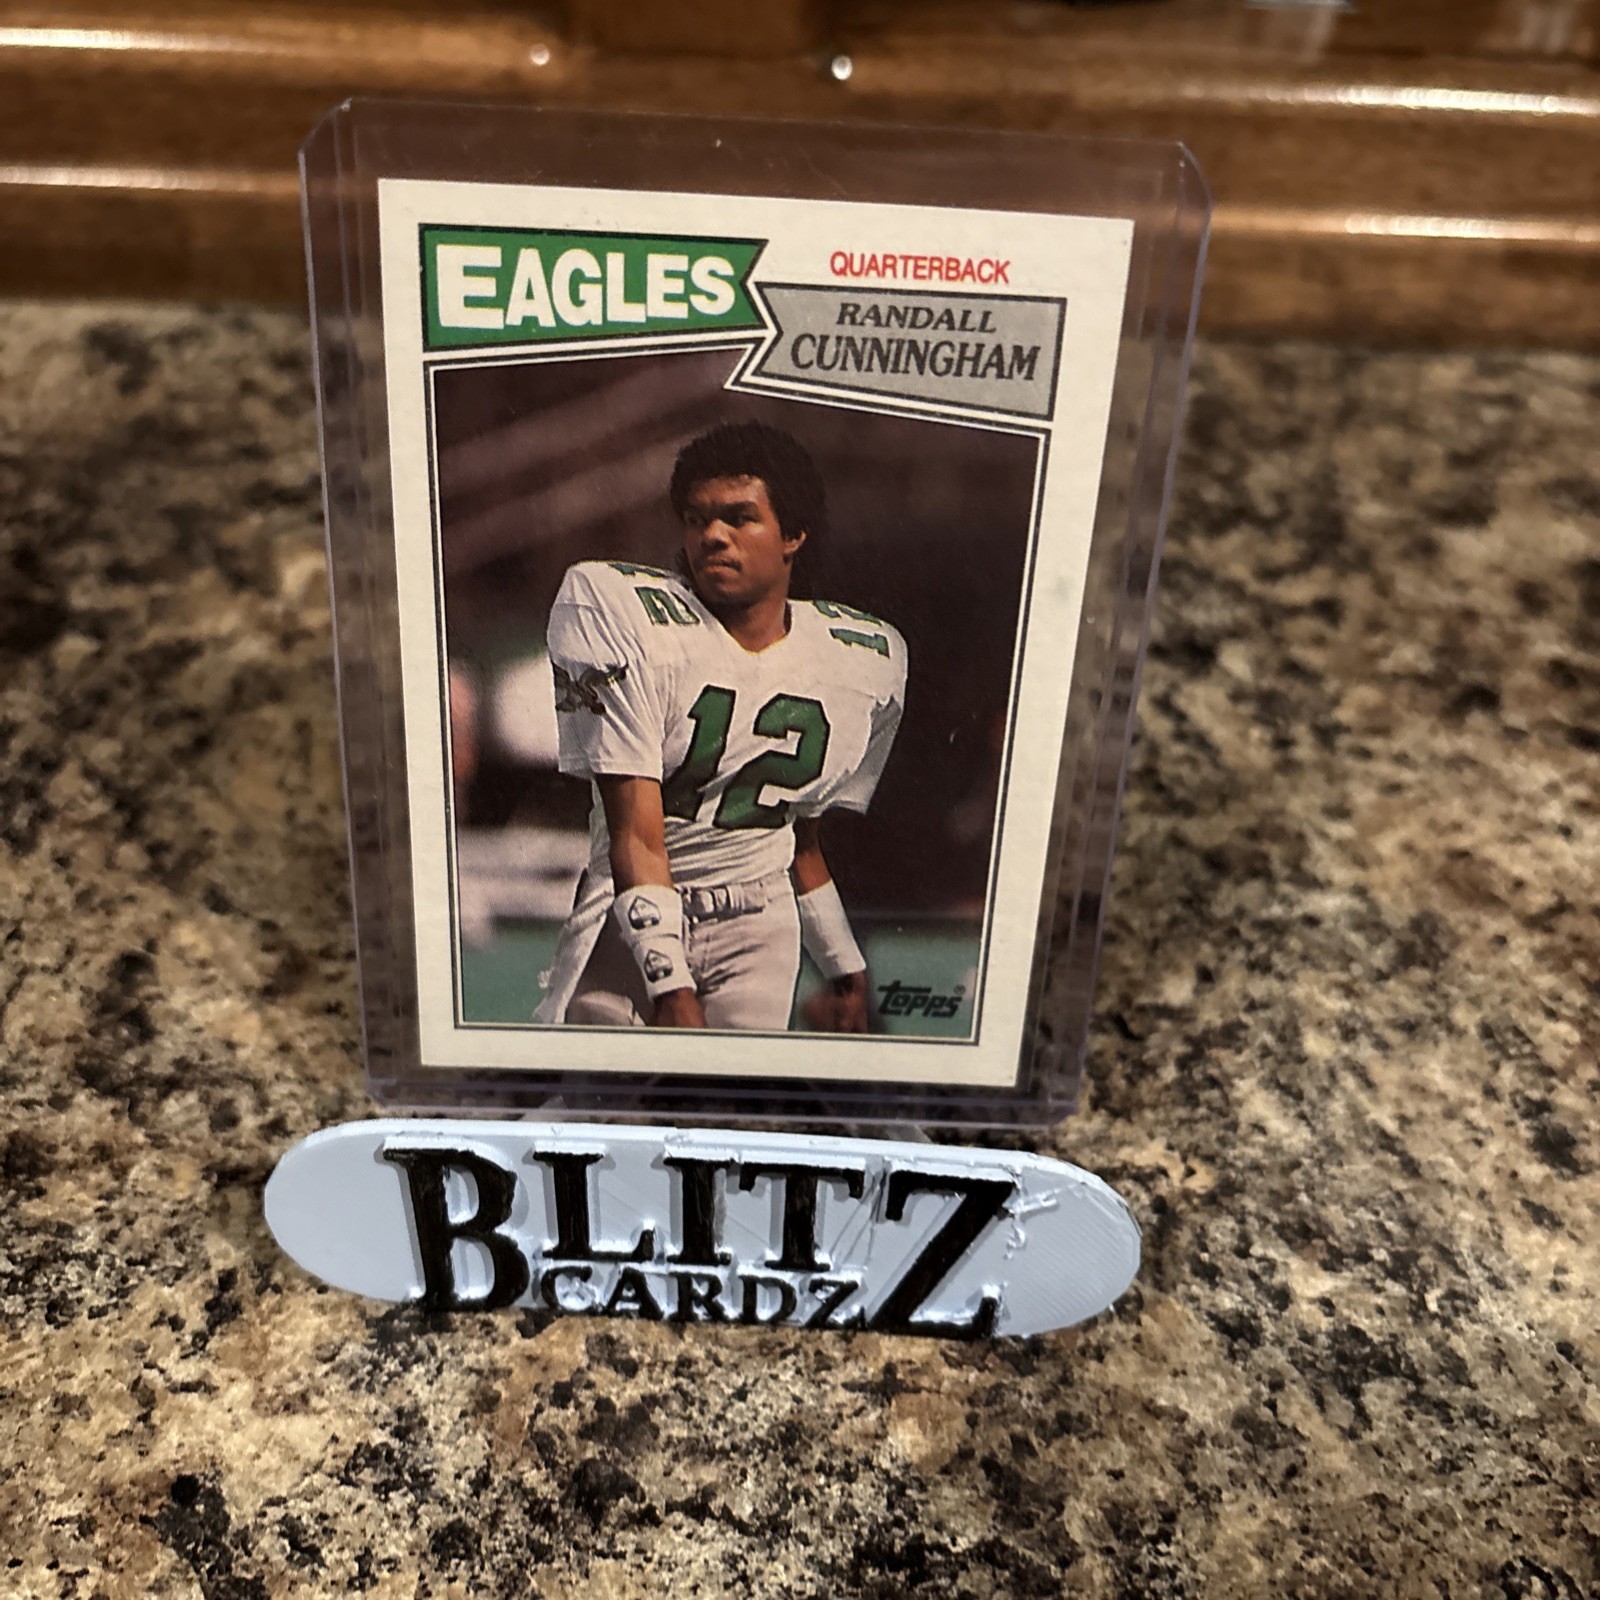 EAGLES
QUARTERBACK
RANDALL
CUNNINGHAM
12
12
12
topps®
BLITZ
CARDZ